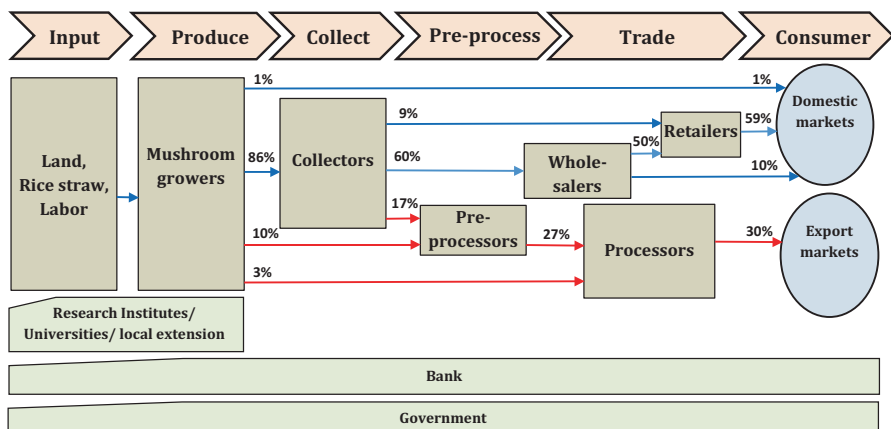 Input
Produce
Collect
Pre-process
Trade
Consumer
1%
1%
Domestic
markets
9%
59%
Retailers
50%
Land,
Rice straw,
Labor
Mushroom
growers
86%
Collectors
60%
Whole-
salers
10%
17%
Pre-
processors
10%
27%
Processors
30%
Export
markets
3%
Research Institutes/
Universities/ local extension
Bank
Government